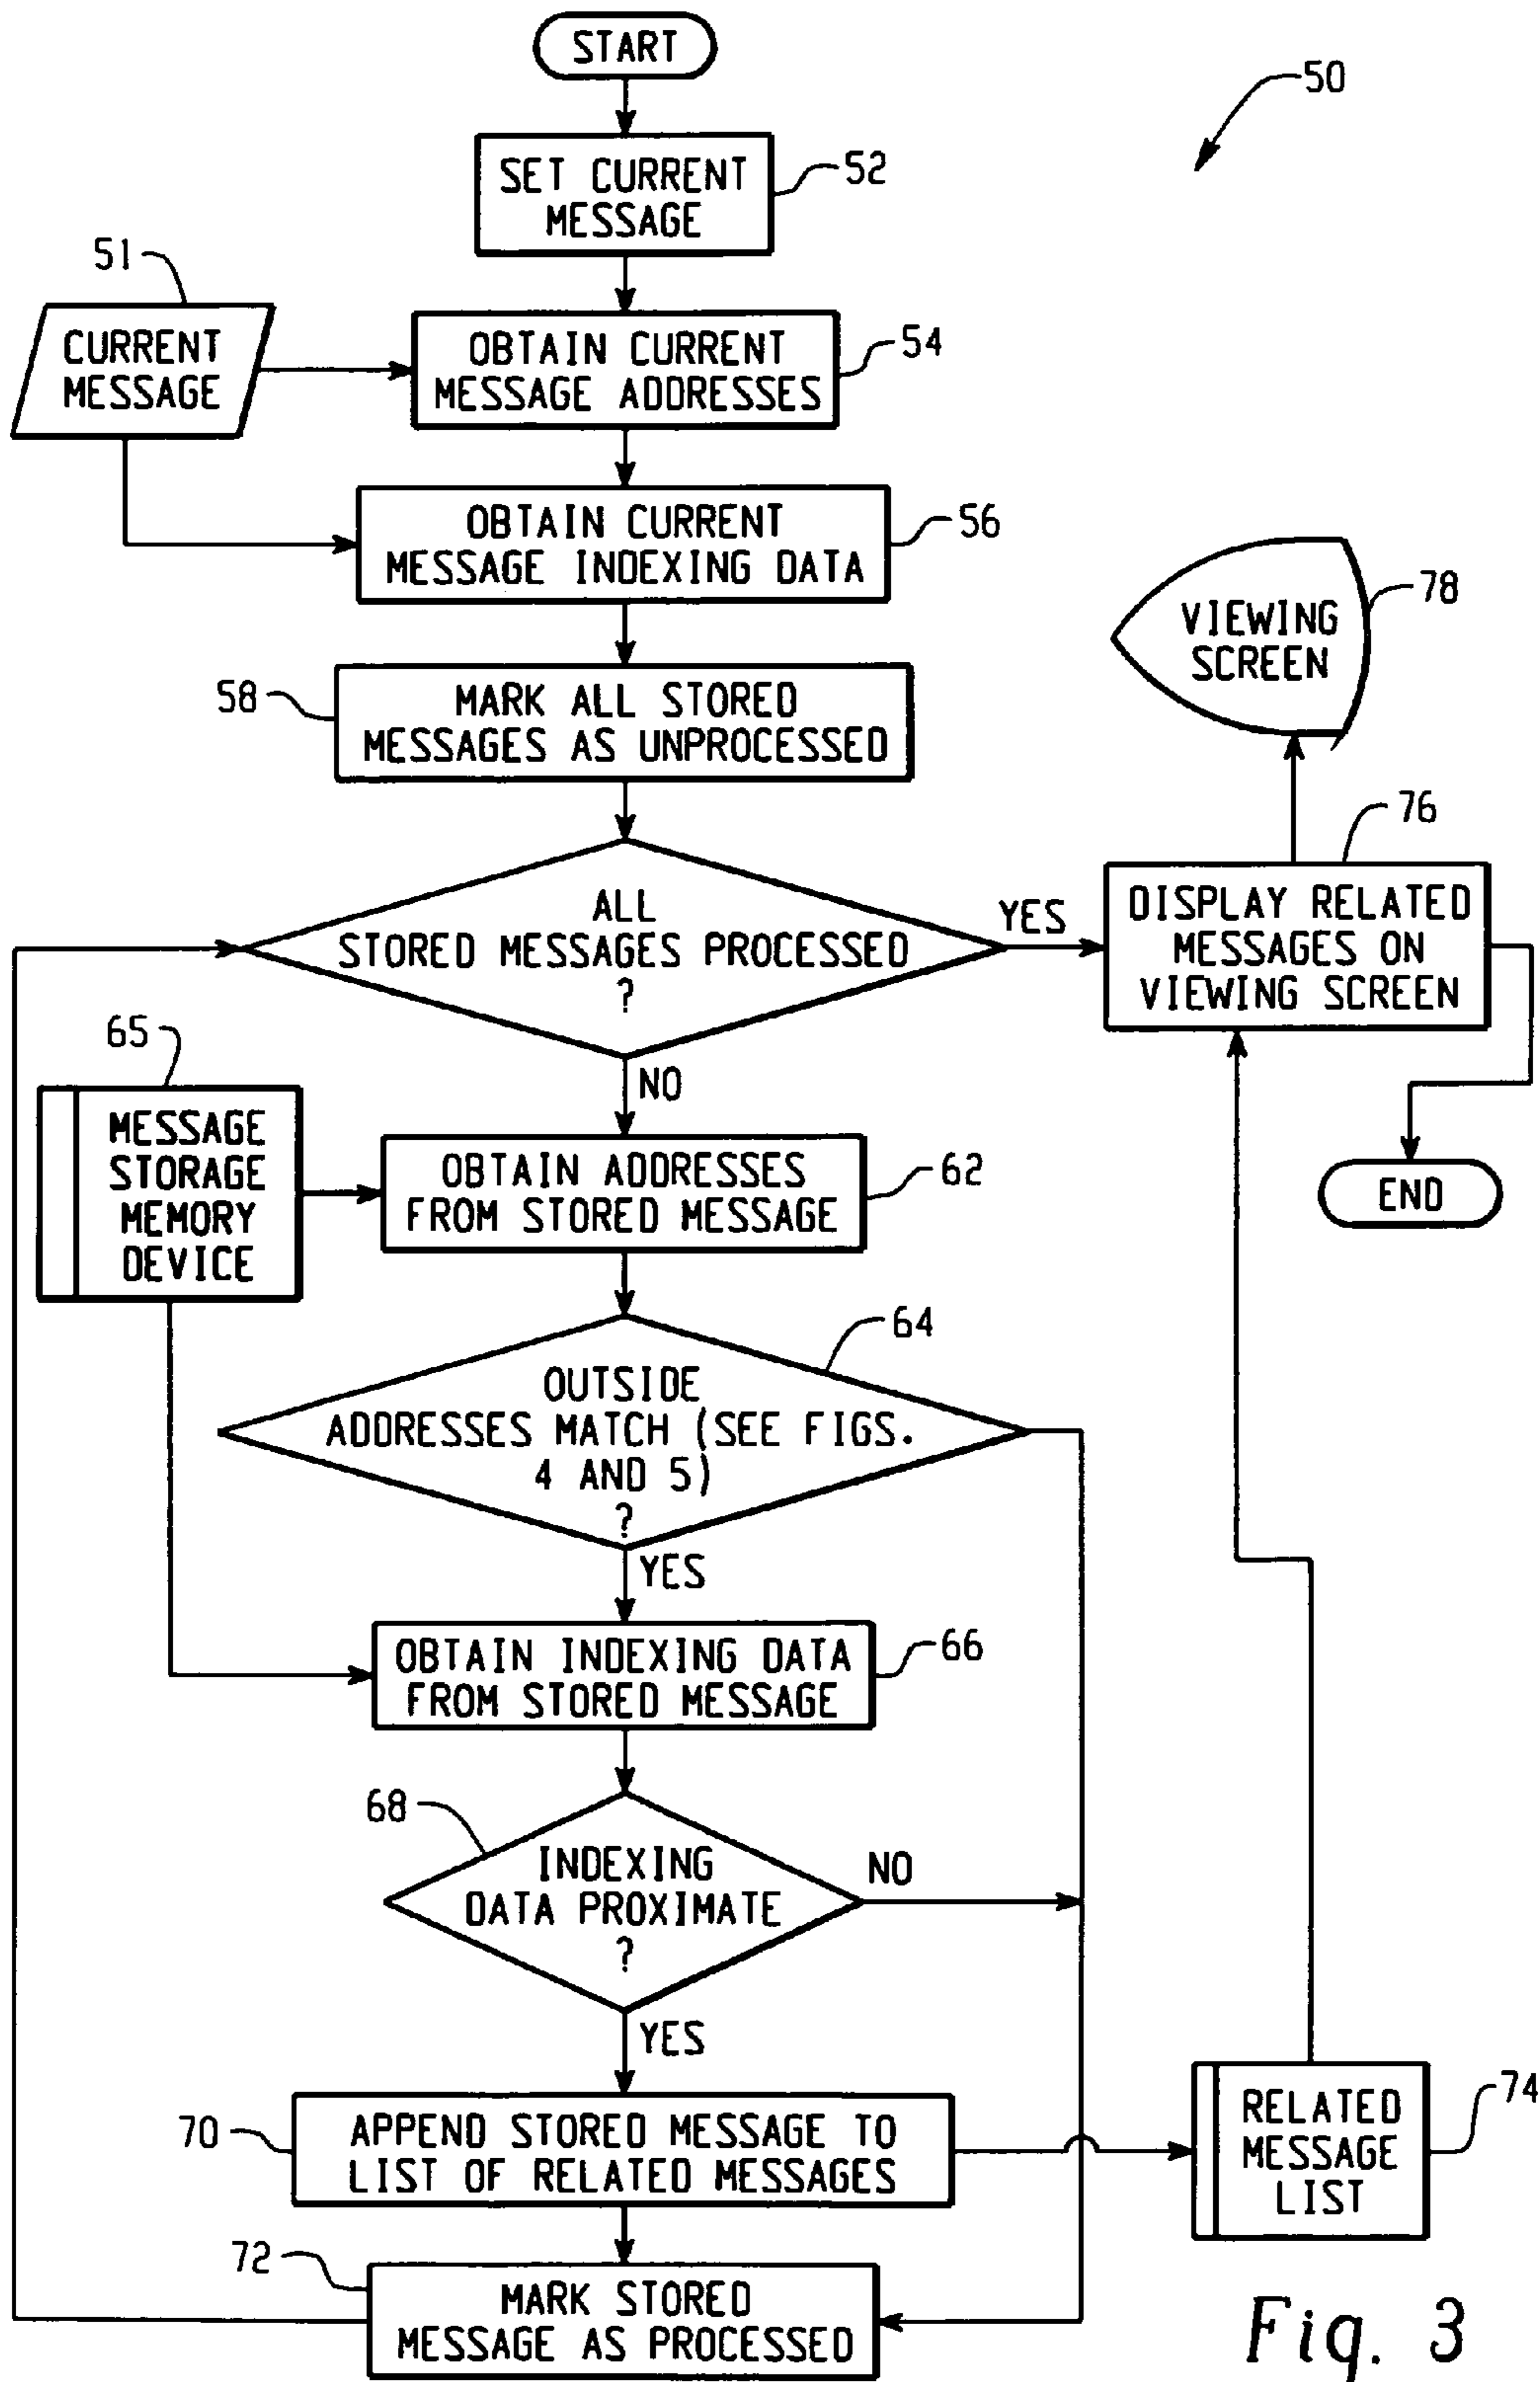 START
50
SET CURRENT
MESSAGE
52
51
CURRENT
MESSAGE
OBTAIN CURRENT
MESSAGE ADDRESSES
54
OBTAIN CURRENT
MESSAGE INDEXING DATA
56
58
MARK ALL STORED
MESSAGES AS UNPROCESSED
VIEWING
SCREEN
78
76
ALL
STORED MESSAGES PROCESSED
?
YES
DISPLAY RELATED
MESSAGES ON
VIEWING SCREEN
NO
65
MESSAGE
STORAGE
MEMORY
DEVICE
OBTAIN ADDRESSES
FROM STORED MESSAGE
62
END
64
OUTSIDE
ADDRESSES MATCH (SEE FIGS.
4 AND 5)
?
YES
OBTAIN INDEXING DATA
FROM STORED MESSAGE
66
68
INDEXING
DATA PROXIMATE
?
NO
YES
70
APPEND STORED MESSAGE TO
LIST OF RELATED MESSAGES
RELATED
MESSAGE
LIST
74
72
MARK STORED
MESSAGE AS PROCESSED
Fig. 3